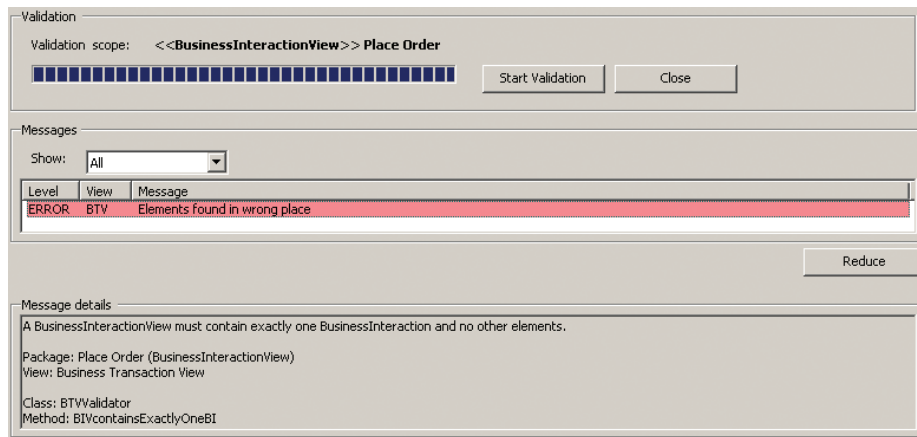 Validation
Validation scope: <<BusinessInteractionView>> Place Order
Start Validation Close
Messages
Show: All
Level View Message
ERROR BTV Elements found in wrong place
Reduce
Message details
A BusinessInteractionView must contain exactly one BusinessInteraction and no other elements.
Package: Place Order (BusinessInteractionView)
View: Business Transaction View
Class: BTVValidator
Method: BIVcontainsExactlyOneBI